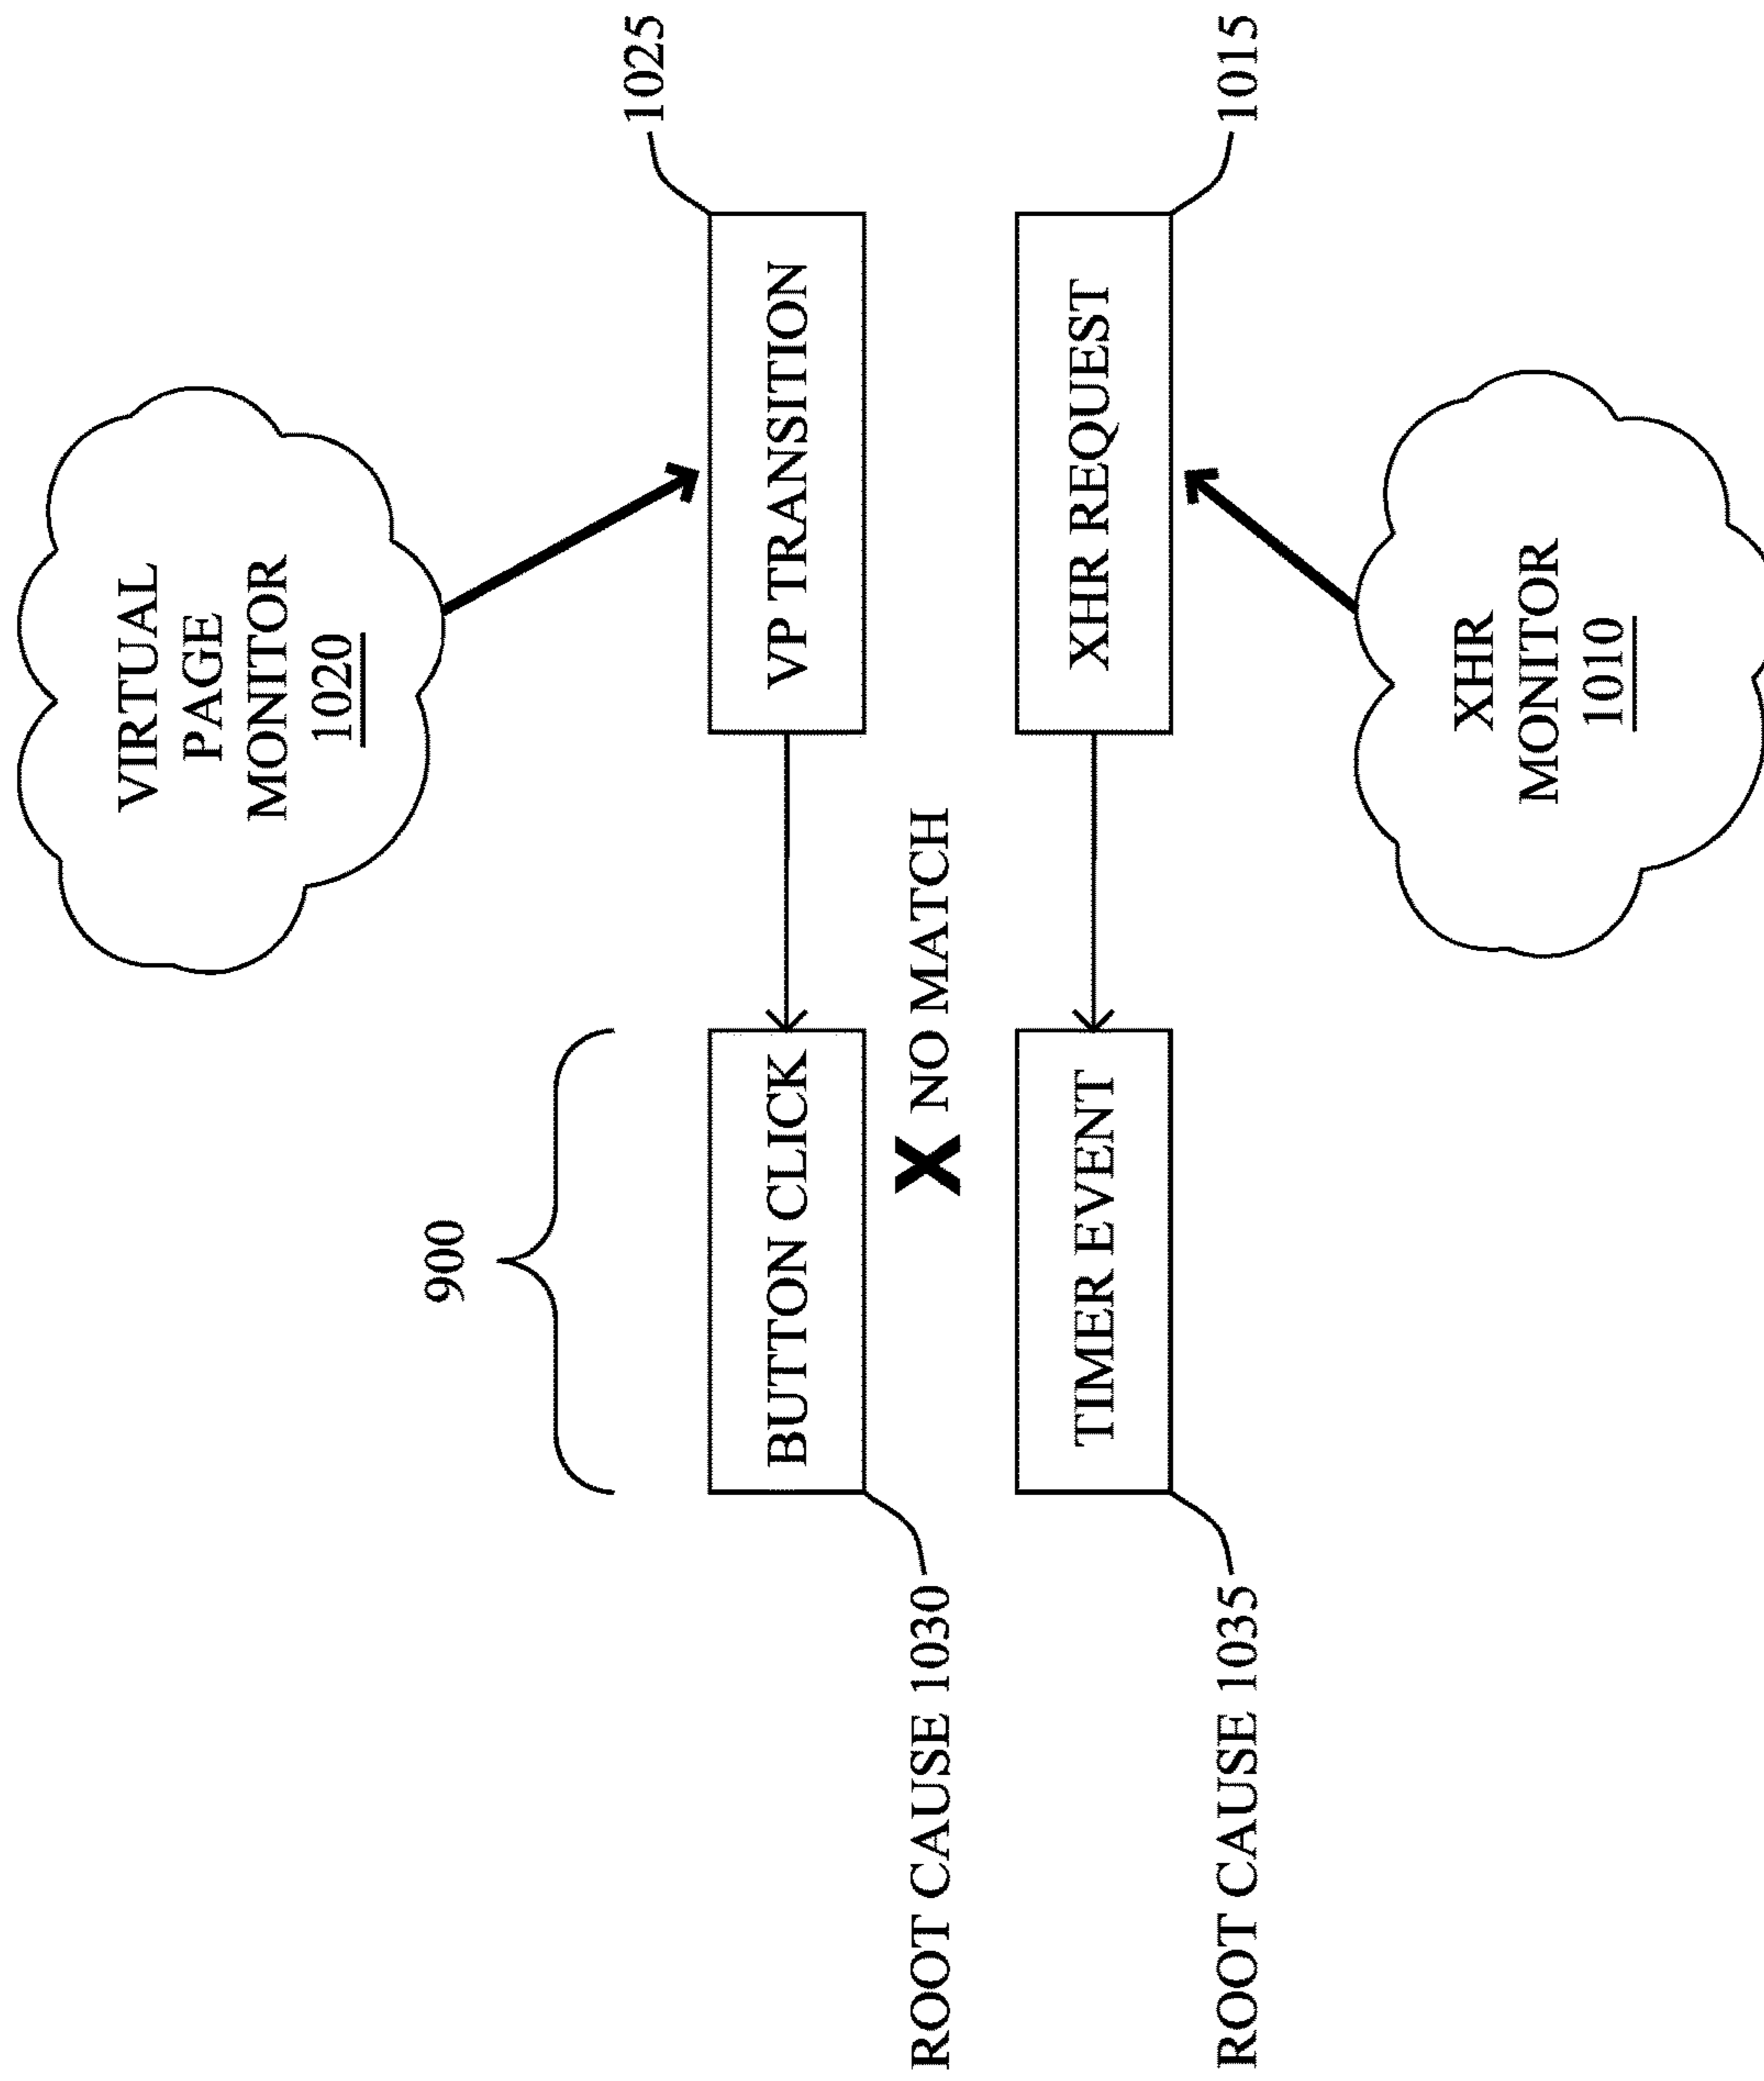 VIRTUAL
PAGE
MONITOR
1020
900
1025
BUTTON CLICK
VP TRANSITION
ROOT CAUSE 1030
X NO MATCH
TIMER EVENT
XHR REQUEST
ROOT CAUSE 1035
1015
XHR
MONITOR
1010